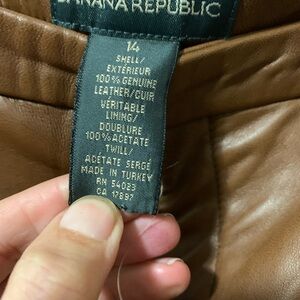 BANANA REPUBLIC
14
SHELL/
EXTÉRIEUR
100% GENUINE
LEATHER/CUIR
VÉRITABLE
LINING/
DOUBLURE
100% ACETATE
TWILL/
ACÉTATE SERGÉ
MADE IN TURKEY
RN 54023
CA 17897